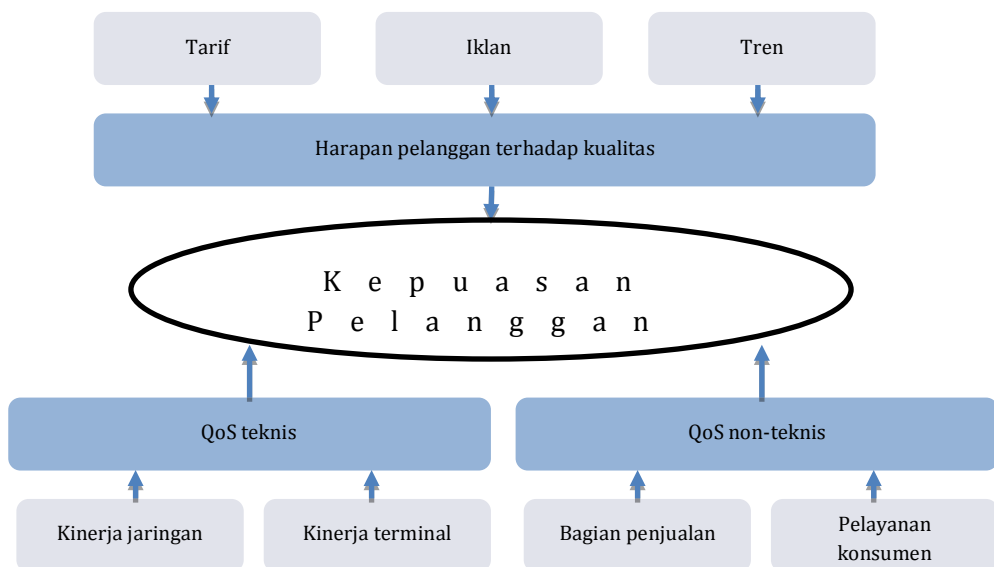 Tarif
Iklan
Tren
Harapan pelanggan terhadap kualitas
K e p u a s a n
P e l a n g g a n
QoS teknis
QoS non-teknis
Kinerja jaringan
Kinerja terminal
Bagian penjualan
Pelayanan
konsumen